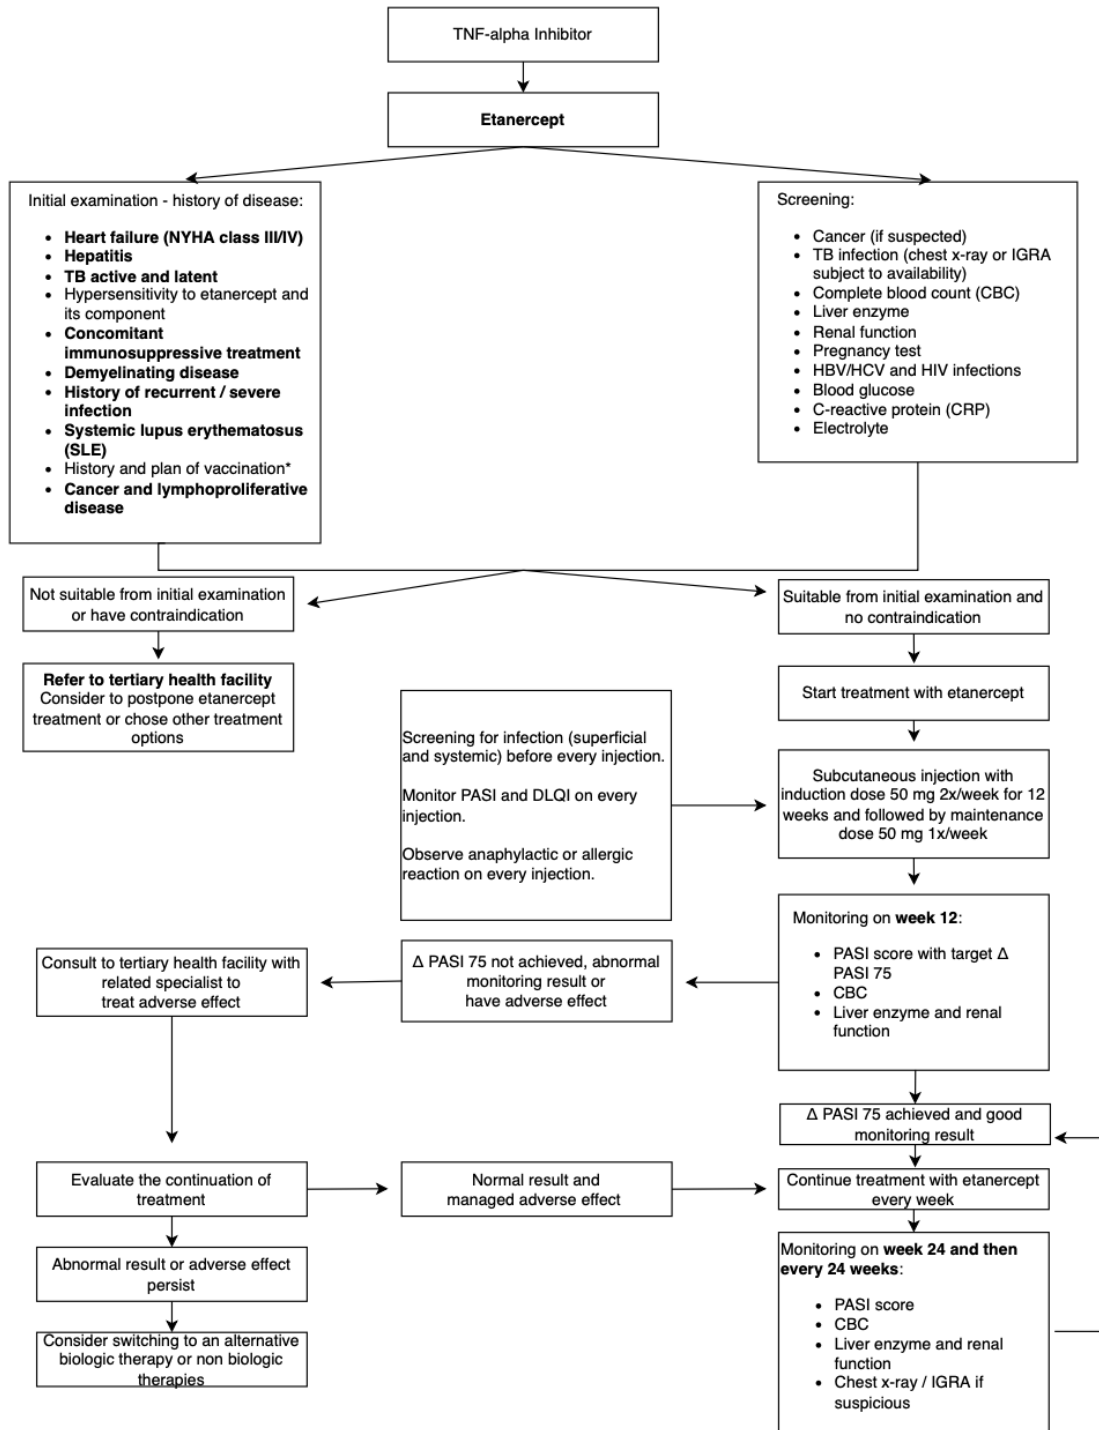 TNF-alpha Inhibitor
Etanercept
Initial examination - history of disease:
• Heart failure (NYHA class III/IV)
• Hepatitis
• TB active and latent
• Hypersensitivity to etanercept and
its component
• Concomitant
immunosuppressive treatment
• Demyelinating disease
• History of recurrent / severe
infection
• Systemic lupus erythematosus
(SLE)
• History and plan of vaccination*
• Cancer and lymphoproliferative
disease
Screening:
• Cancer (if suspected)
• TB infection (chest x-ray or IGRA
subject to availability)
• Complete blood count (CBC)
• Liver enzyme
• Renal function
• Pregnancy test
• HBV/HCV and HIV infections
• Blood glucose
• C-reactive protein (CRP)
• Electrolyte
Not suitable from initial examination
or have contraindication
Refer to tertiary health facility
Consider to postpone etanercept
treatment or chose other treatment
options
Suitable from initial examination and
no contraindication
Start treatment with etanercept
Screening for infection (superficial
and systemic) before every injection.
Monitor PASI and DLQI on every
injection.
Observe anaphylactic or allergic
reaction on every injection.
Subcutaneous injection with
induction dose 50 mg 2x/week for 12
weeks and followed by maintenance
dose 50 mg 1x/week
Monitoring on week 12:
• PASI score with target Δ
PASI 75
• CBC
• Liver enzyme and renal
function
Δ PASI 75 not achieved, abnormal
monitoring result or
have adverse effect
Consult to tertiary health facility with
related specialist to
treat adverse effect
Δ PASI 75 achieved and good
monitoring result
Evaluate the continuation of
treatment
Normal result and
managed adverse effect
Continue treatment with etanercept
every week
Abnormal result or adverse effect
persist
Consider switching to an alternative
biologic therapy or non biologic
therapies
Monitoring on week 24 and then
every 24 weeks:
• PASI score
• CBC
• Liver enzyme and renal
function
• Chest x-ray / IGRA if
suspicious